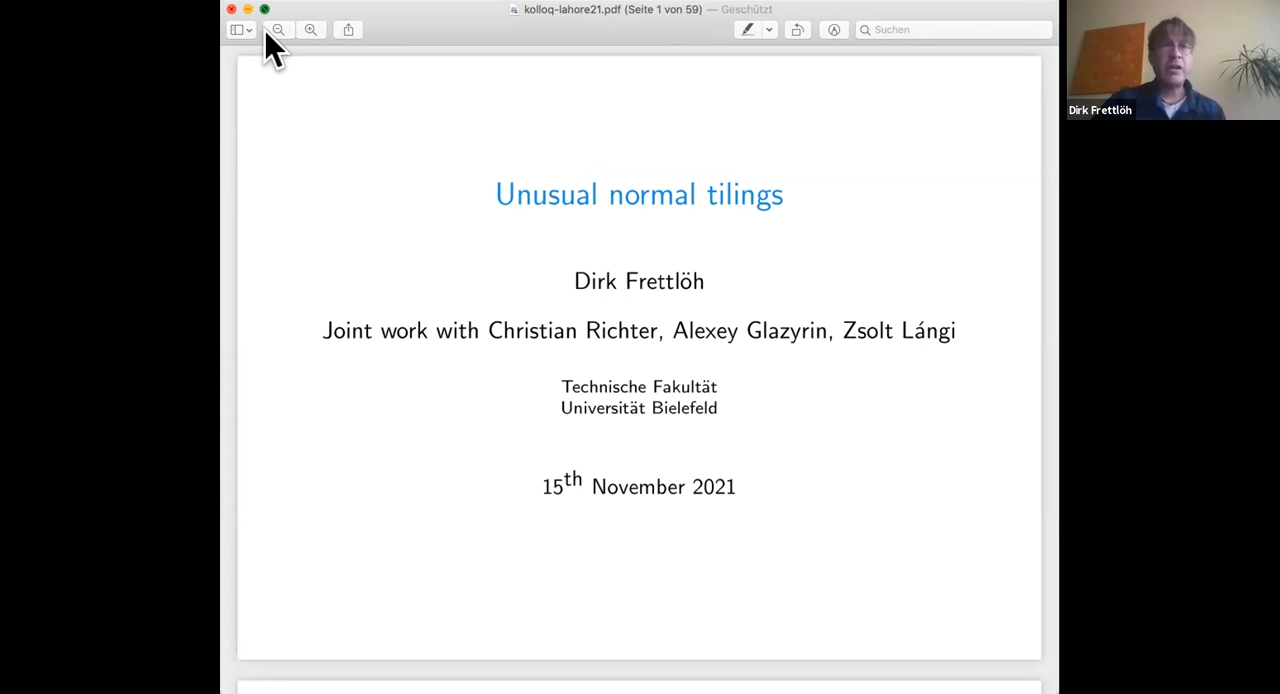 kolloq-lahore21.pdf (Seite 1 von 59) — Geschützt
Suchen
Unusual normal tilings
Dirk Frettlöh
Joint work with Christian Richter, Alexey Glazyrin, Zsolt Lángi
Technische Fakultät
Universität Bielefeld
15th November 2021
Dirk Frettlöh